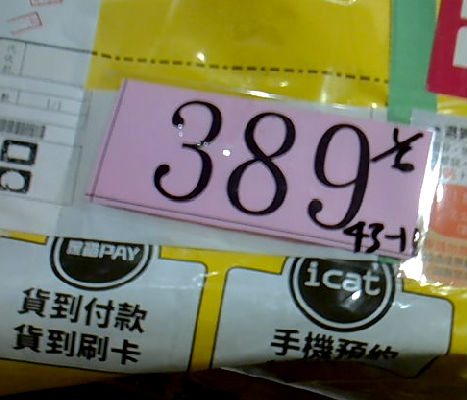 389元
43-1
PAY
貨到付款
貨到刷卡
icat
手機預約